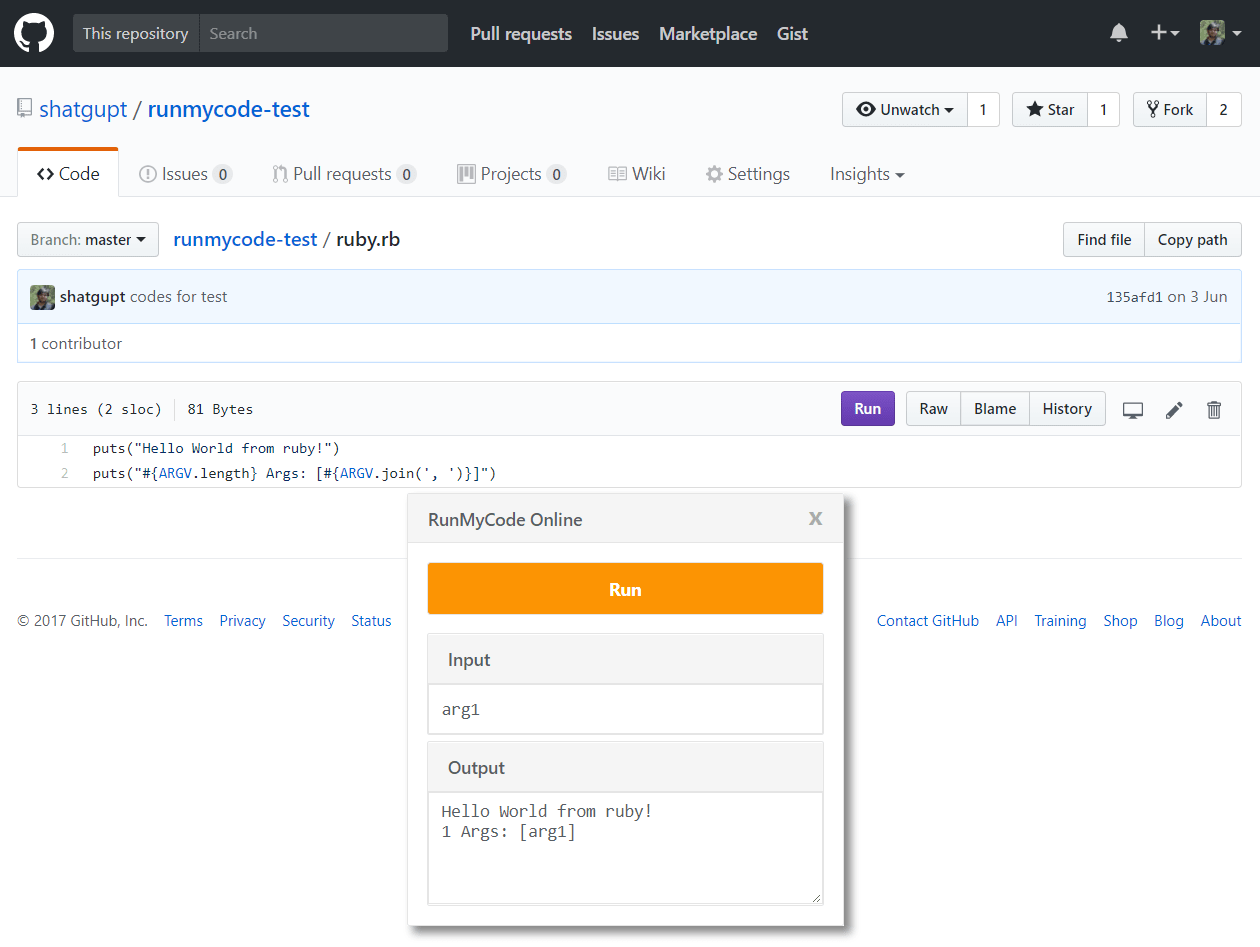 This repository Search Pull requests Issues Marketplace Gist
shatgupt / runmycode-test Unwatch 1 Star 1 Fork 2
Code Issues 0 Pull requests 0 Projects 0 Wiki Settings Insights
Branch: master runmycode-test / ruby.rb Find file Copy path
shatgupt codes for test 135afd1 on 3 Jun
1 contributor
3 lines (2 sloc) 81 Bytes Run Raw Blame History
1 puts("Hello World from ruby!")
2 puts("#{ARGV.length} Args: [#{ARGV.join(', ')}]")
RunMyCode Online X
Run
© 2017 GitHub, Inc. Terms Privacy Security Status Contact GitHub API Training Shop Blog About
Input
arg1
Output
Hello World from ruby!
1 Args: [arg1]